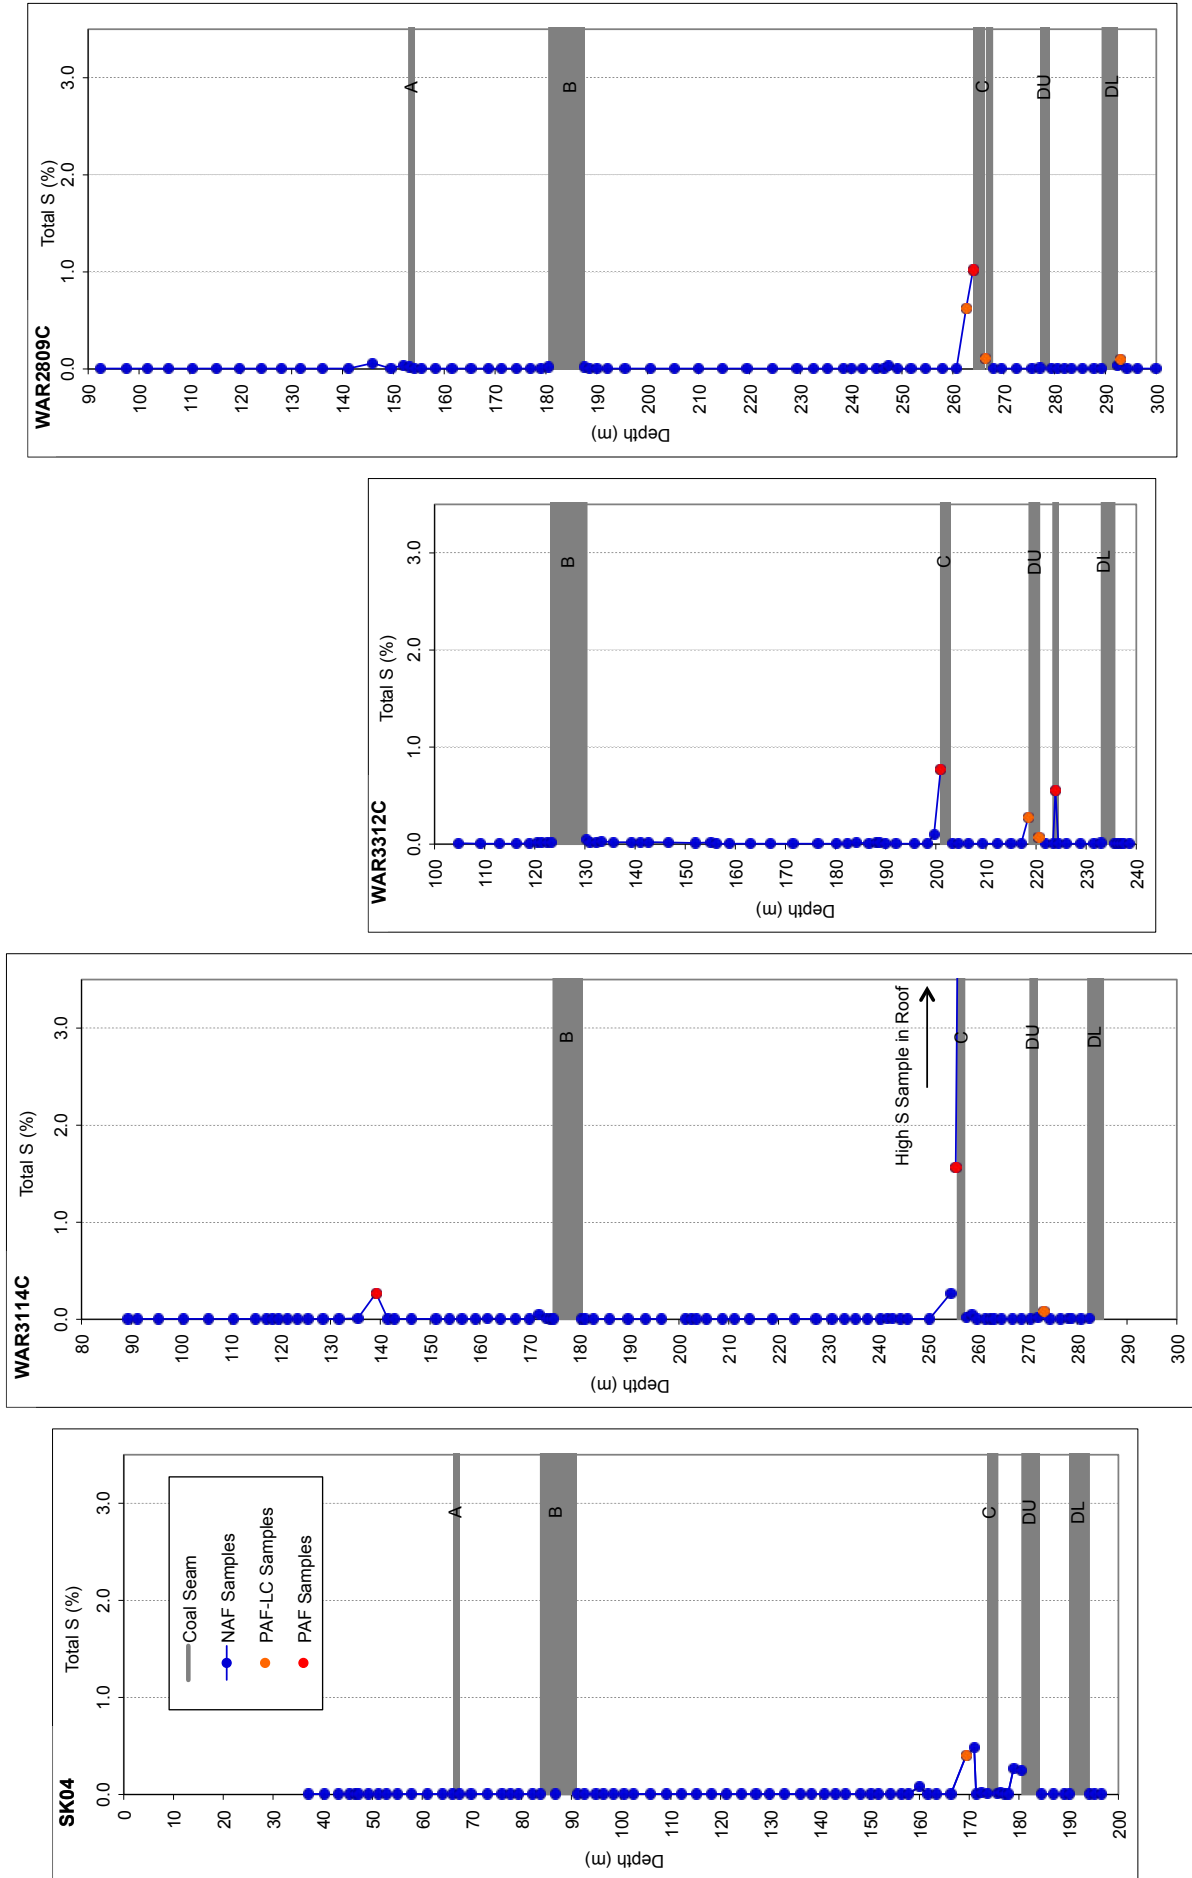 SK04
Total S (%)
0.0 1.0 2.0 3.0
0
10
20
30
40
50
60
70
80
90
100
110
120
130
140
150
160
170
180
190
200
Depth (m)
Coal Seam
NAF Samples
PAF-LC Samples
PAF Samples
A
B
C
DU
DL
WAR3114C
Total S (%)
0.0 1.0 2.0 3.0
80
90
100
110
120
130
140
150
160
170
180
190
200
210
220
230
240
250
260
270
280
290
300
Depth (m)
B
High S Sample in Roof
C
DU
DL
WAR3312C
Total S (%)
0.0 1.0 2.0 3.0
100
110
120
130
140
150
160
170
180
190
200
210
220
230
240
Depth (m)
B
C
DU
DL
WAR2809C
Total S (%)
0.0 1.0 2.0 3.0
90
100
110
120
130
140
150
160
170
180
190
200
210
220
230
240
250
260
270
280
290
300
Depth (m)
A
B
C
DU
DL